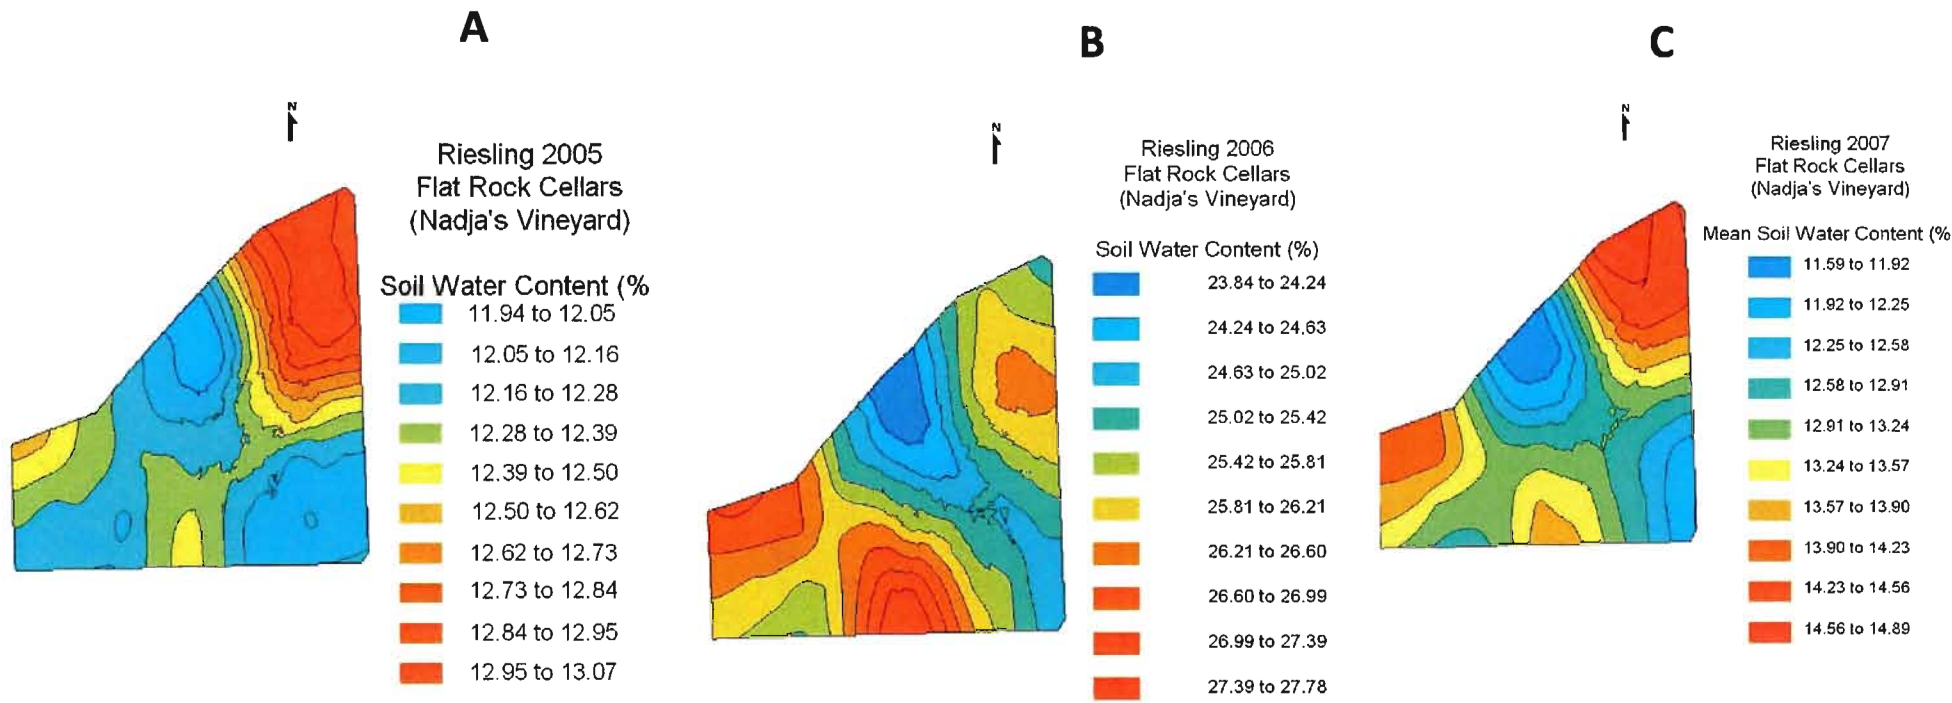 A
N
Riesling 2005
Flat Rock Cellars
(Nadja's Vineyard)
Soil Water Content (%
11.94 to 12.05
12.05 to 12.16
12.16 to 12.28
12.28 to 12.39
12.39 to 12.50
12.50 to 12.62
12.62 to 12.73
12.73 to 12.84
12.84 to 12.95
12.95 to 13.07
B
N
Riesling 2006
Flat Rock Cellars
(Nadja's Vineyard)
Soil Water Content (%)
23.84 to 24.24
24.24 to 24.63
24.63 to 25.02
25.02 to 25.42
25.42 to 25.81
25.81 to 26.21
26.21 to 26.60
26.60 to 26.99
26.99 to 27.39
27.39 to 27.78
C
N
Riesling 2007
Flat Rock Cellars
(Nadja's Vineyard)
Mean Soil Water Content (%
11.59 to 11.92
11.92 to 12.25
12.25 to 12.58
12.58 to 12.91
12.91 to 13.24
13.24 to 13.57
13.57 to 13.90
13.90 to 14.23
14.23 to 14.56
14.56 to 14.89